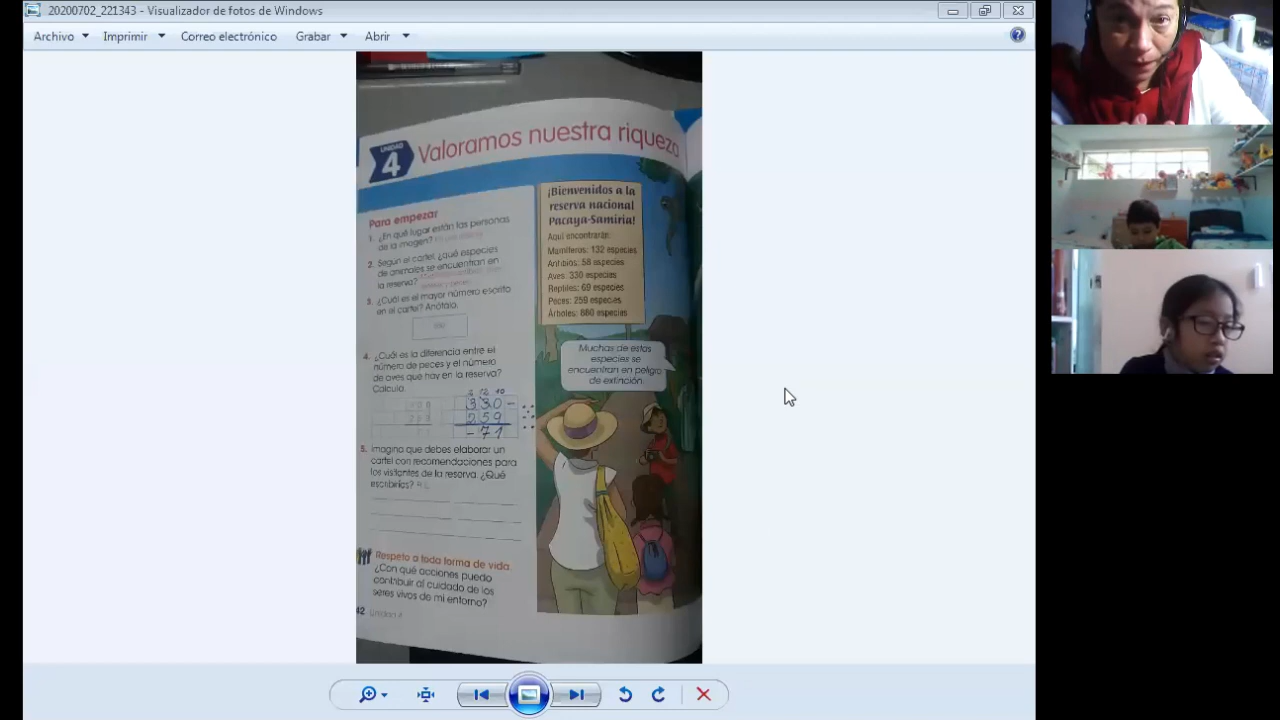 20200702_221343 - Visualizador de fotos de Windows
Archivo Imprimir Correo electrónico Grabar Abrir
UNIDAD
4
Valoramos nuestra riqueza
Para empezar
1. ¿En qué lugar están las personas
de la imagen?
2. Según el cartel, ¿qué especies
de animales se encuentran en
la reserva?
3. ¿Cuál es el mayor número escrito
en el cartel? Anótalo.
4. ¿Cuál es la diferencia entre el
número de peces y el número
de aves que hay en la reserva?
Calcula.
2 12 10
330 -
259
- 71
5. Imagina que debes elaborar un
cartel con recomendaciones para
los visitantes de la reserva. ¿Qué
escribirías?
Respeto a toda forma de vida.
¿Con qué acciones puedo
contribuir al cuidado de los
seres vivos de mi entorno?
42 Unidad 4
¡Bienvenidos a la
reserva nacional
Pacaya-Samiria!
Aquí encontrarán:
Mamíferos: 132 especies
Anfibios: 58 especies
Aves: 330 especies
Reptiles: 69 especies
Peces: 259 especies
Árboles: 880 especies
Muchas de estas
especies se
encuentran en peligro
de extinción.